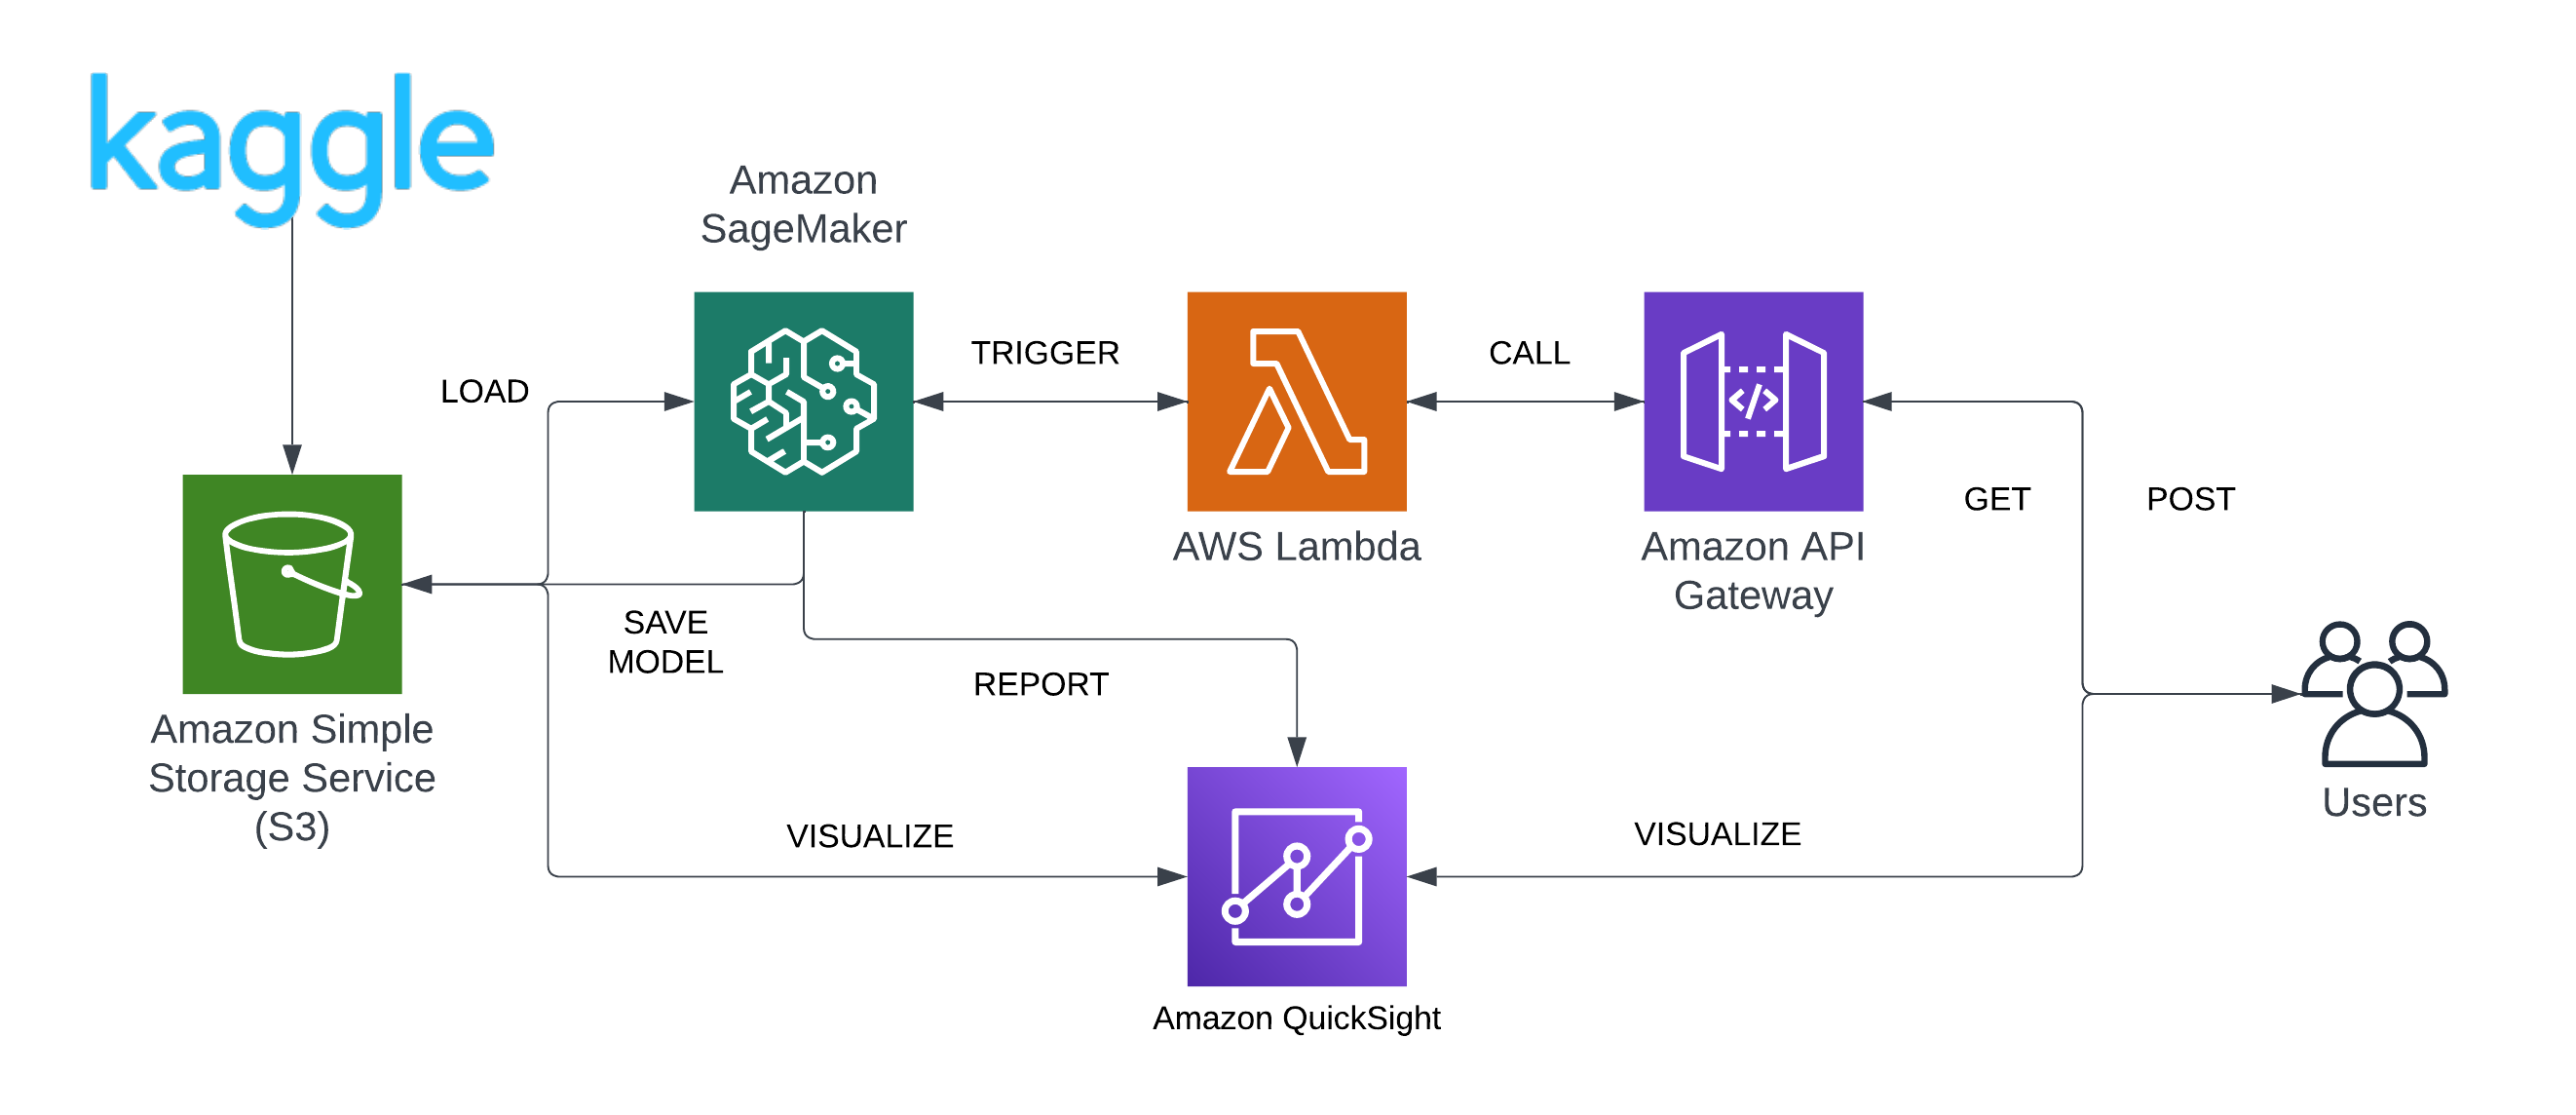 kaggle
Amazon
SageMaker
LOAD
TRIGGER
CALL
GET
POST
AWS Lambda
Amazon API
Gateway
SAVE
MODEL
REPORT
Amazon Simple
Storage Service
(S3)
VISUALIZE
VISUALIZE
Users
Amazon QuickSight